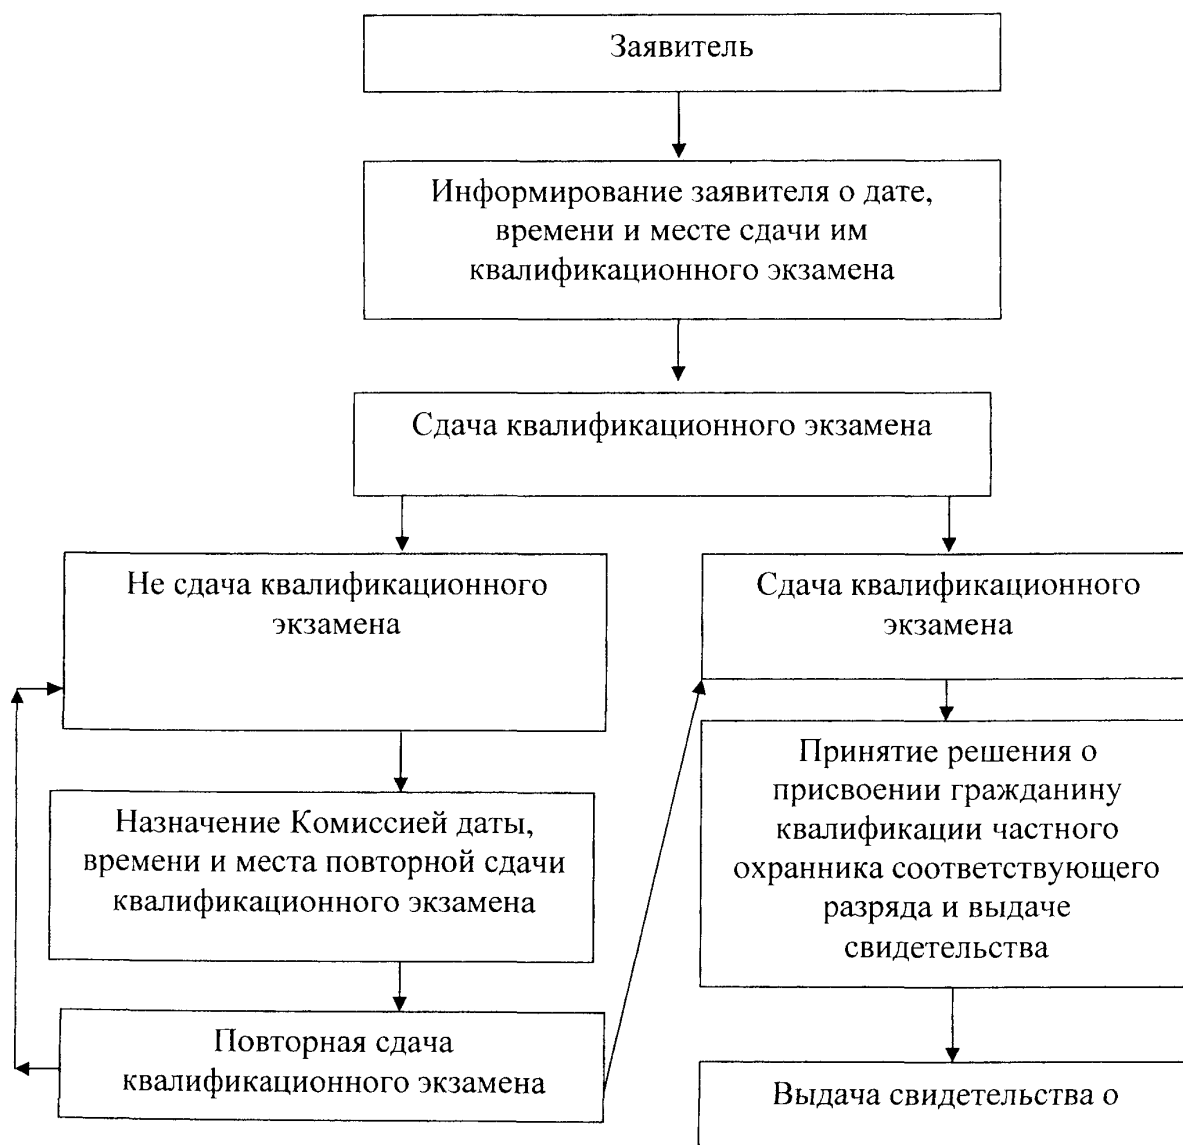 Заявитель
Информирование заявителя о дате,
времени и месте сдачи им
квалификационного экзамена
Сдача квалификационного экзамена
Не сдача квалификационного
экзамена
Сдача квалификационного
экзамена
Назначение Комиссией даты,
времени и места повторной сдачи
квалификационного экзамена
Принятие решения о
присвоении гражданину
квалификации частного
охранника соответствующего
разряда и выдаче
свидетельства
Повторная сдача
квалификационного экзамена
Выдача свидетельства о